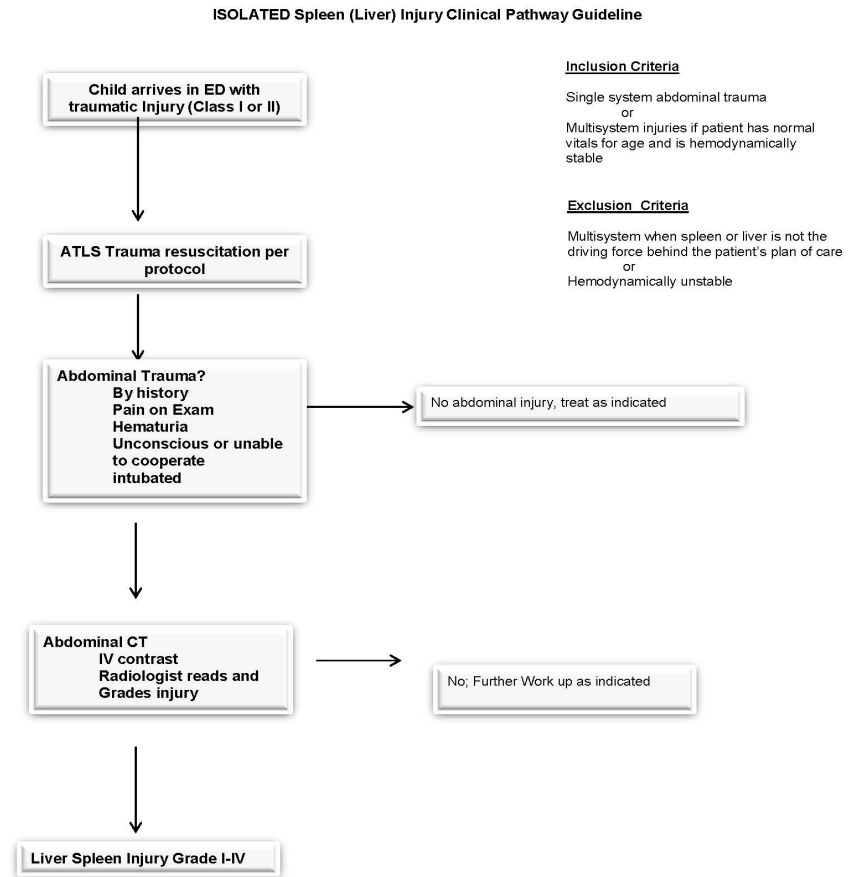 ISOLATED Spleen (Liver) Injury Clinical Pathway Guideline
Child arrives in ED with
traumatic Injury (Class I or II)
Inclusion Criteria
Single system abdominal trauma
or
Multisystem injuries if patient has normal
vitals for age and is hemodynamically
stable
Exclusion  Criteria
Multisystem when spleen or liver is not the
driving force behind the patient's plan of care
or
Hemodynamically unstable
ATLS Trauma resuscitation per
protocol
Abdominal Trauma?
By history
Pain on Exam
Hematuria
Unconscious or unable
to cooperate
intubated
No abdominal injury, treat as indicated
Abdominal CT
IV contrast
Radiologist reads and
Grades injury
No; Further Work up as indicated
Liver Spleen Injury Grade I-IV